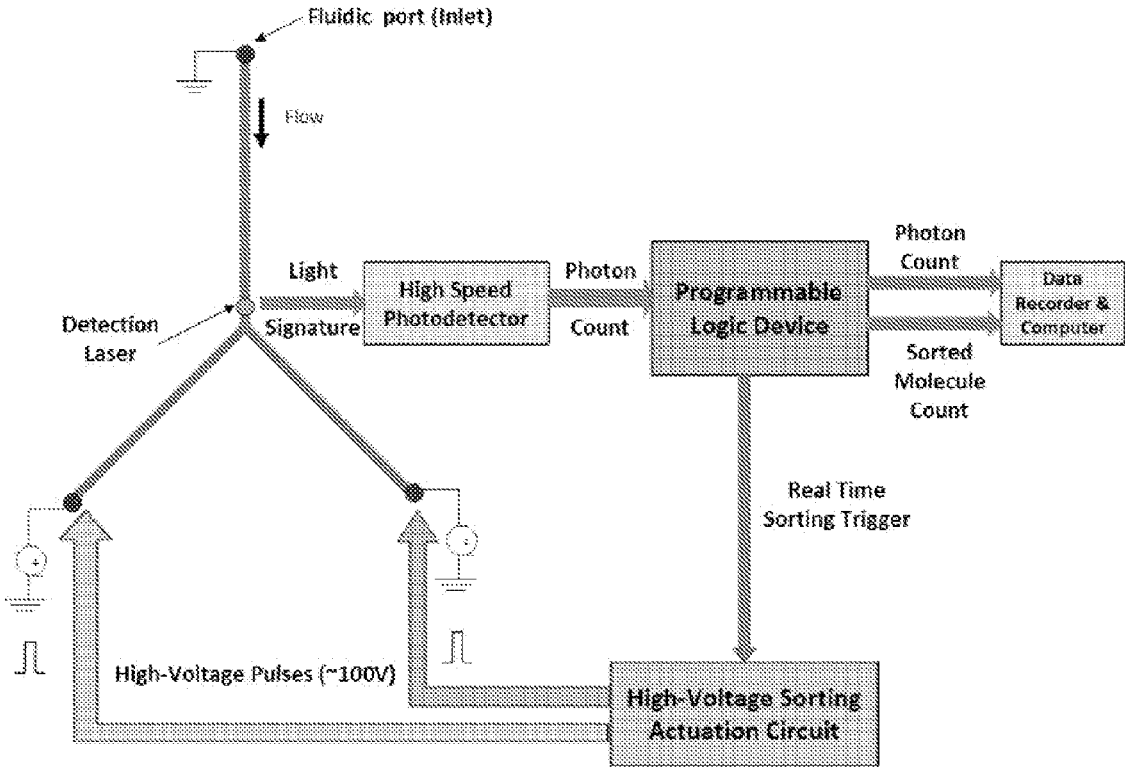 Fluidic port (Inlet)
Flow
Light
Signature
High Speed
Photodetector
Photon
Count
Programmable
Logic Device
Photon
Count
Data
Recorder &
Computer
Sorted
Molecule
Count
Detection
Laser
Real Time
Sorting Trigger
+
+
High-Voltage Pulses (~100V)
High-Voltage Sorting
Actuation Circuit